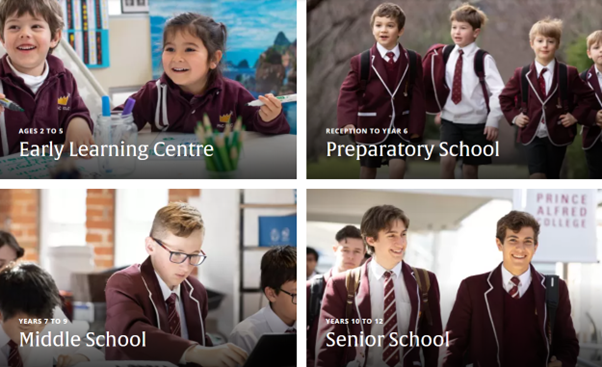 AGES 2 TO 5
Early Learning Centre
RECEPTION TO YEAR 6
Preparatory School
PRINCE
ALFRED
COLLEGE
YEARS 7 TO 9
Middle School
YEARS 10 TO 12
Senior School